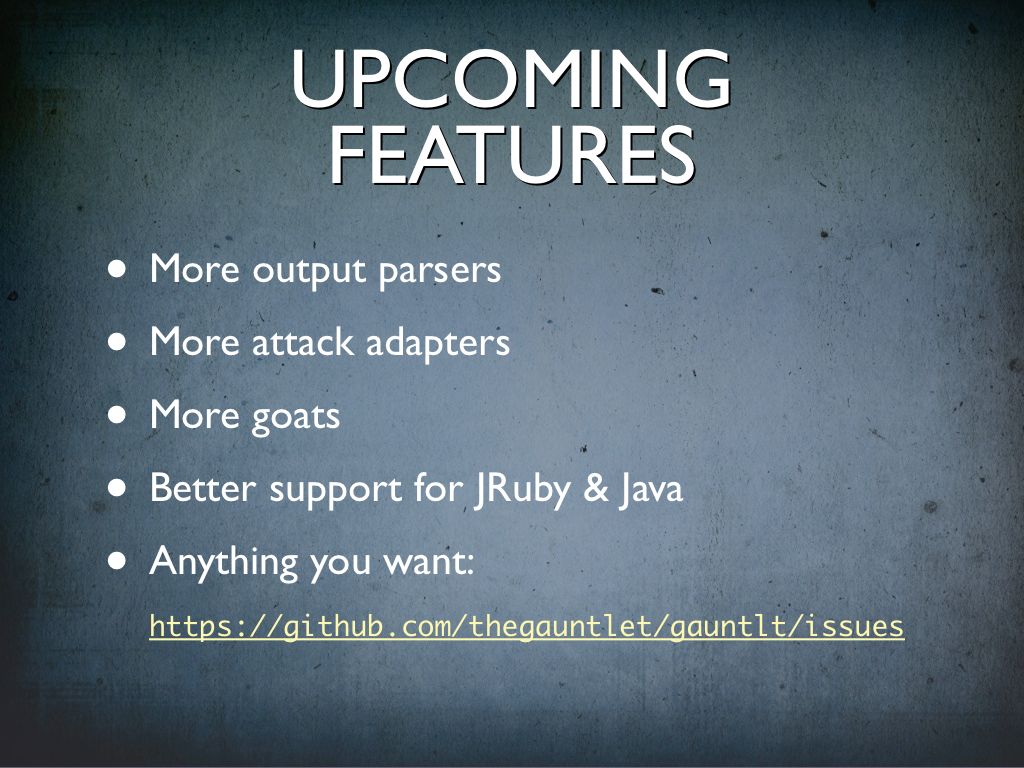 UPCOMING
FEATURES
• More output parsers
• More attack adapters
• More goats
• Better support for JRuby & Java
• Anything you want:
https://github.com/thegauntlet/gauntlt/issues